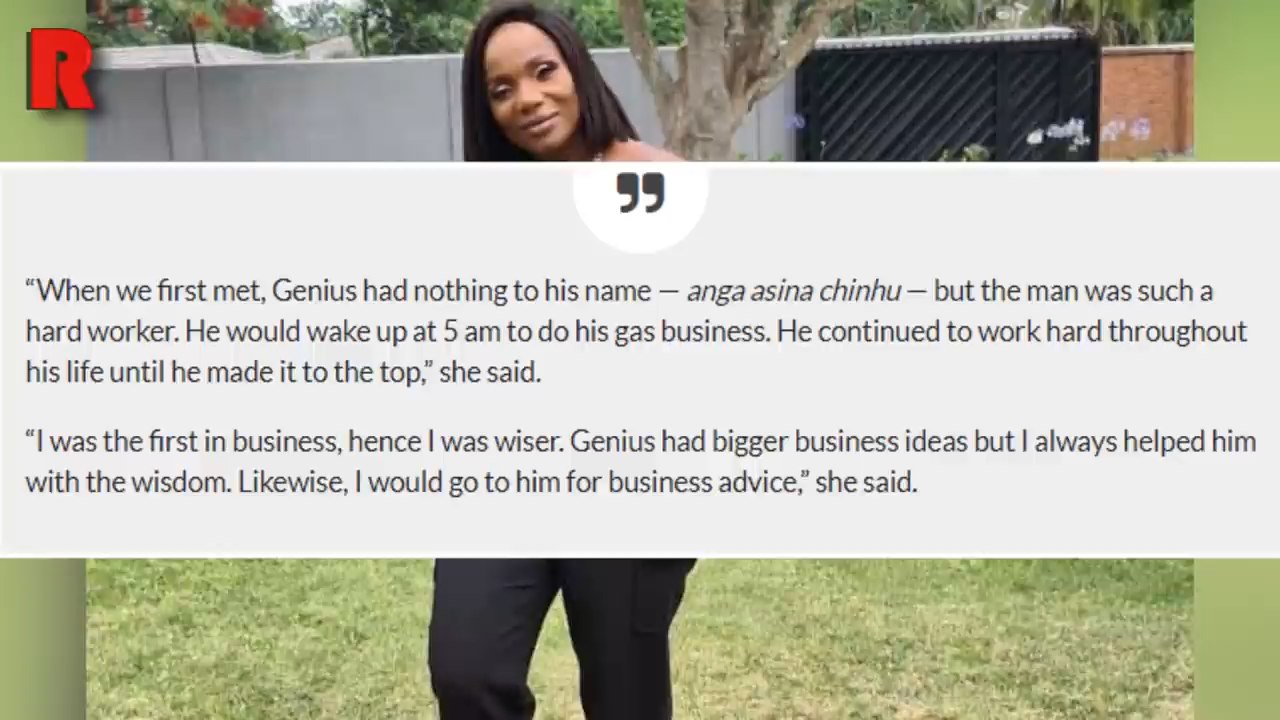 R
”
“When we first met, Genius had nothing to his name — anga asina chinhu — but the man was such a
hard worker. He would wake up at 5 am to do his gas business. He continued to work hard throughout
his life until he made it to the top,” she said.
“I was the first in business, hence I was wiser. Genius had bigger business ideas but I always helped him
with the wisdom. Likewise, I would go to him for business advice,” she said.